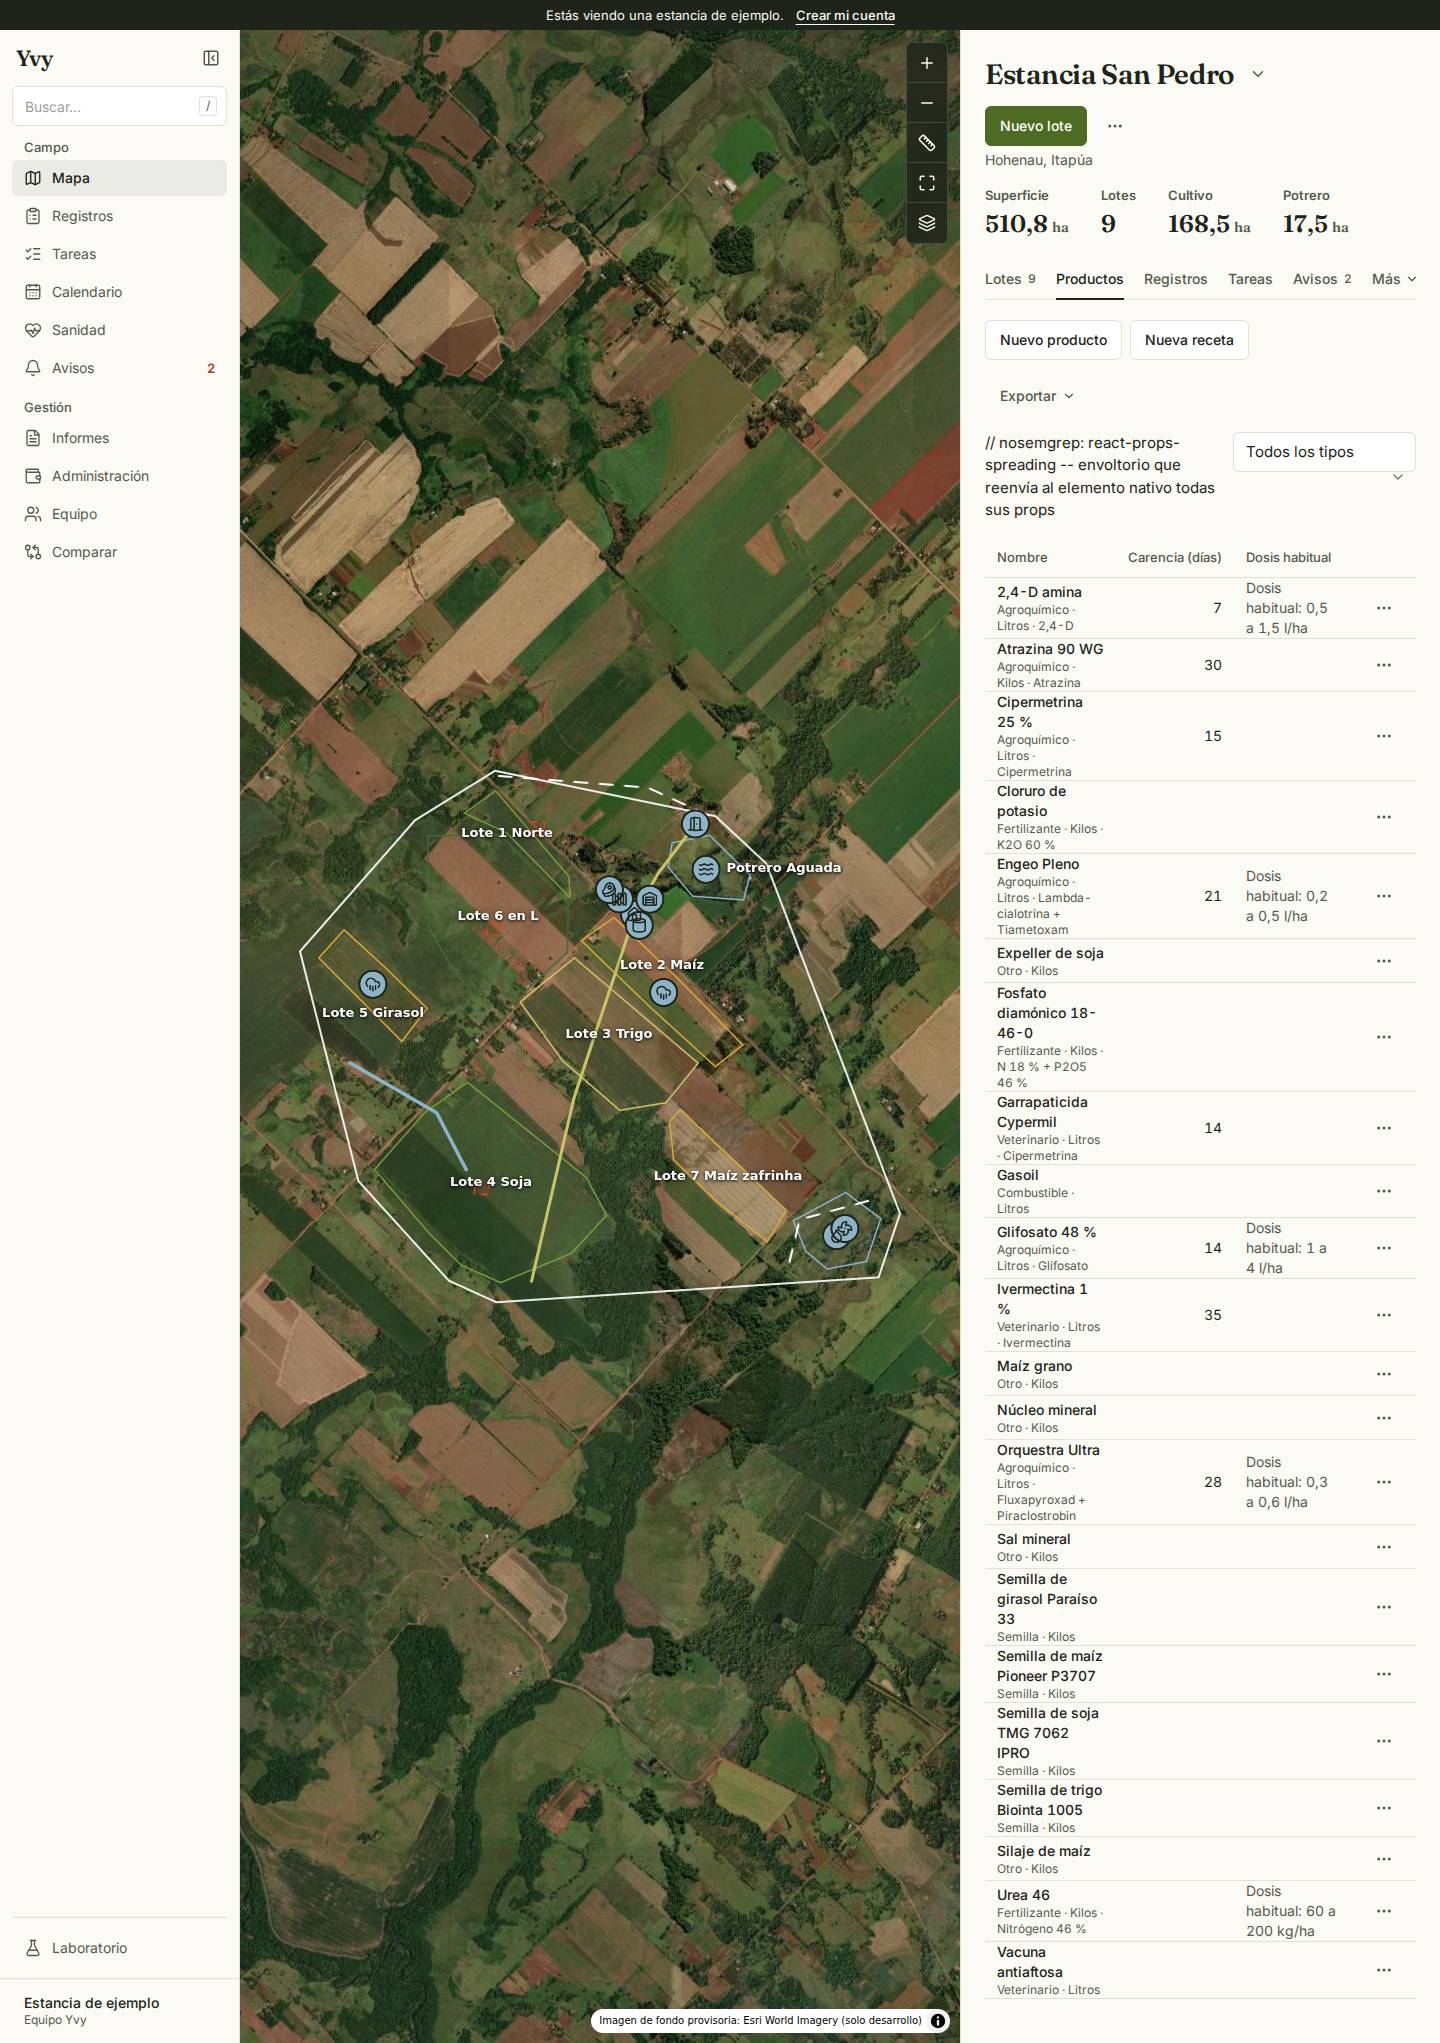 Estás viendo una estancia de ejemplo. Crear mi cuenta
Yvy
Buscar... /
Campo
Mapa
Registros
Tareas
Calendario
Sanidad
Avisos 2
Gestión
Informes
Administración
Equipo
Comparar
Laboratorio
Estancia de ejemplo
Equipo Yvy
Lote 1 Norte
Potrero Aguada
Lote 6 en L
Lote 2 Maíz
Lote 5 Girasol
Lote 3 Trigo
Lote 7 Maíz zafrinha
Lote 4 Soja
Imagen de fondo provisoria: Esri World Imagery (solo desarrollo)
Estancia San Pedro
Nuevo lote
Hohenau, Itapúa
Superficie Lotes Cultivo Potrero
510,8 ha 9 168,5 ha 17,5 ha
Lotes 9 Productos Registros Tareas Avisos 2 Más
Nuevo producto Nueva receta
Exportar
// nosemgrep: react-props-
spreading -- envoltorio que
reenvía al elemento nativo todas
sus props
Todos los tipos
Nombre Carencia (días) Dosis habitual
2,4-D amina
Agroquímico ·
Litros · 2,4-D
7
Dosis
habitual: 0,5
a 1,5 l/ha
Atrazina 90 WG
Agroquímico ·
Kilos · Atrazina
30
Cipermetrina
25 %
Agroquímico ·
Litros ·
Cipermetrina
15
Cloruro de
potasio
Fertilizante · Kilos ·
K2O 60 %
Engeo Pleno
Agroquímico ·
Litros · Lambda-
cialotrina +
Tiametoxam
21
Dosis
habitual: 0,2
a 0,5 l/ha
Expeller de soja
Otro · Kilos
Fosfato
diamónico 18-
46-0
Fertilizante · Kilos ·
N 18 % + P2O5
46 %
Garrapaticida
Cypermil
Veterinario · Litros
· Cipermetrina
14
Gasoil
Combustible ·
Litros
Glifosato 48 %
Agroquímico ·
Litros · Glifosato
14
Dosis
habitual: 1 a
4 l/ha
Ivermectina 1
%
Veterinario · Litros
· Ivermectina
35
Maíz grano
Otro · Kilos
Núcleo mineral
Otro · Kilos
Orquestra Ultra
Agroquímico ·
Litros ·
Fluxapyroxad +
Piraclostrobin
28
Dosis
habitual: 0,3
a 0,6 l/ha
Sal mineral
Otro · Kilos
Semilla de
girasol Paraíso
33
Semilla · Kilos
Semilla de maíz
Pioneer P3707
Semilla · Kilos
Semilla de soja
TMG 7062
IPRO
Semilla · Kilos
Semilla de trigo
Biointa 1005
Semilla · Kilos
Silaje de maíz
Otro · Kilos
Urea 46
Fertilizante · Kilos ·
Nitrógeno 46 %
Dosis
habitual: 60 a
200 kg/ha
Vacuna
antiaftosa
Veterinario · Litros